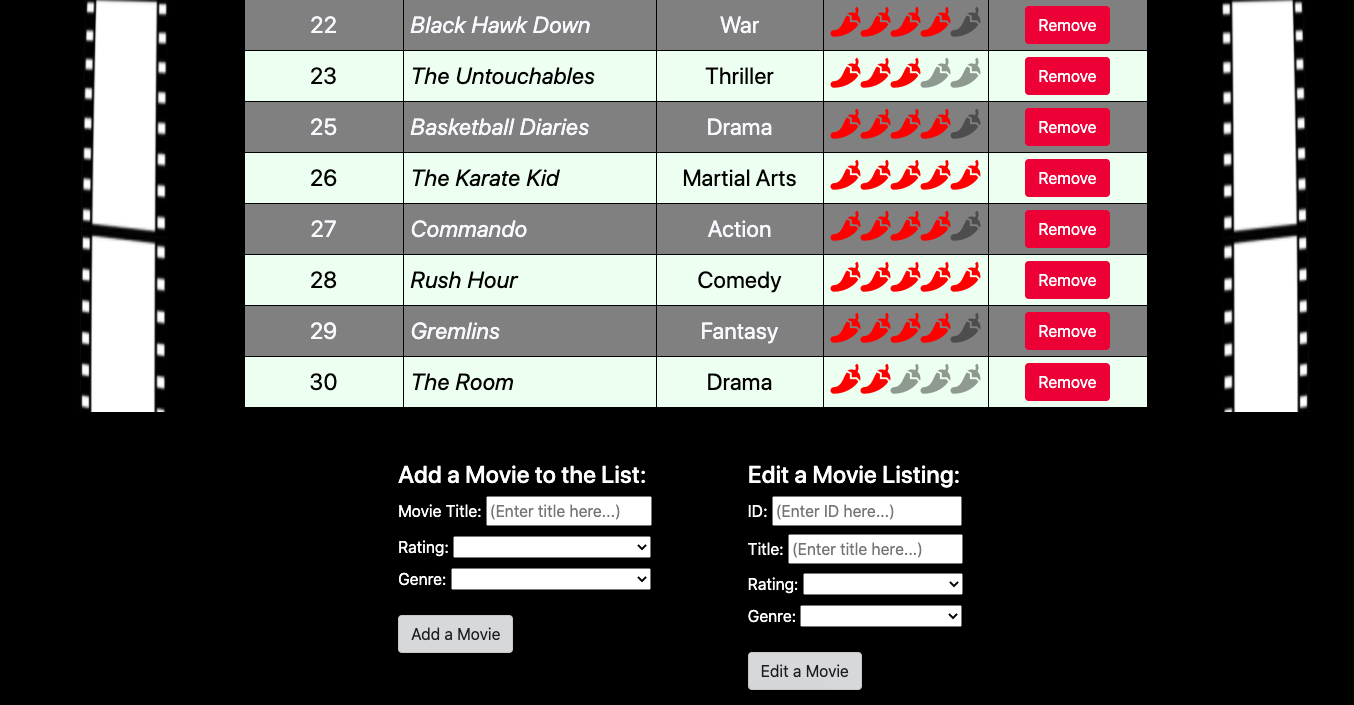 22 Black Hawk Down War Remove
23 The Untouchables Thriller Remove
25 Basketball Diaries Drama Remove
26 The Karate Kid Martial Arts Remove
27 Commando Action Remove
28 Rush Hour Comedy Remove
29 Gremlins Fantasy Remove
30 The Room Drama Remove
Add a Movie to the List:
Movie Title: (Enter title here...)
Rating:
Genre:
Add a Movie
Edit a Movie Listing:
ID: (Enter ID here...)
Title: (Enter title here...)
Rating:
Genre:
Edit a Movie